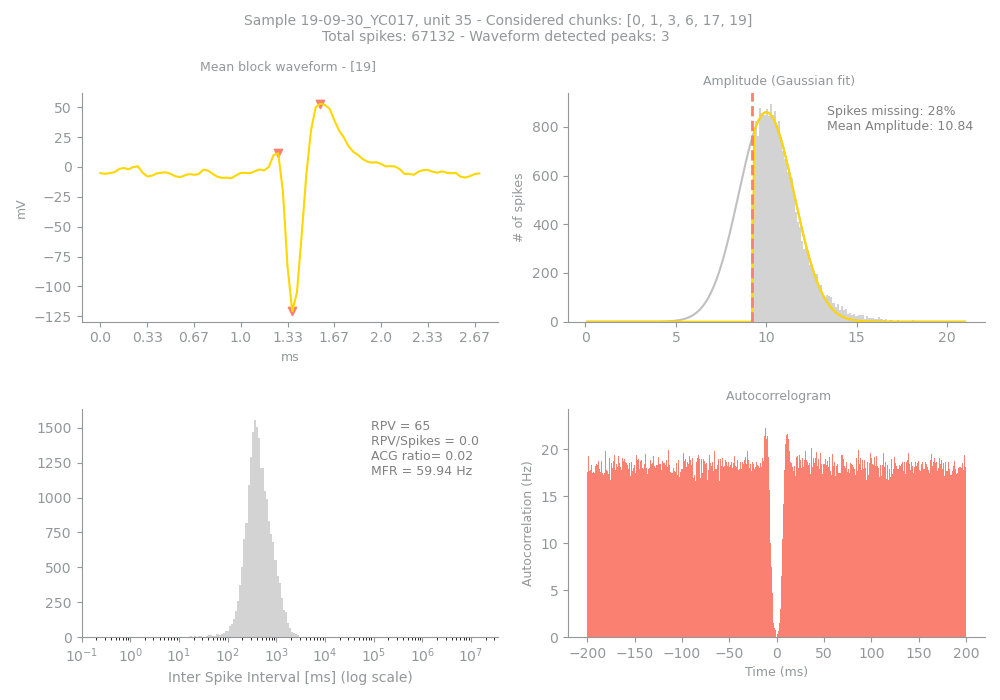 Sample 19-09-30_YC017, unit 35 - Considered chunks: [0, 1, 3, 6, 17, 19]
Total spikes: 67132 - Waveform detected peaks: 3
Mean block waveform - [19]
50
25
0
−25
−50
−75
−100
−125
mV
0.0 0.33 0.67 1.0 1.33 1.67 2.0 2.33 2.67
ms
Amplitude (Gaussian fit)
Spikes missing: 28%
Mean Amplitude: 10.84
800
600
400
200
0
# of spikes
0 5 10 15 20
RPV = 65
RPV/Spikes = 0.0
ACG ratio= 0.02
MFR = 59.94 Hz
1500
1250
1000
750
500
250
0
10⁻¹ 10⁰ 10¹ 10² 10³ 10⁴ 10⁵ 10⁶ 10⁷
Inter Spike Interval [ms] (log scale)
Autocorrelogram
20
15
10
5
0
Autocorrelation (Hz)
−200 −150 −100 −50 0 50 100 150 200
Time (ms)